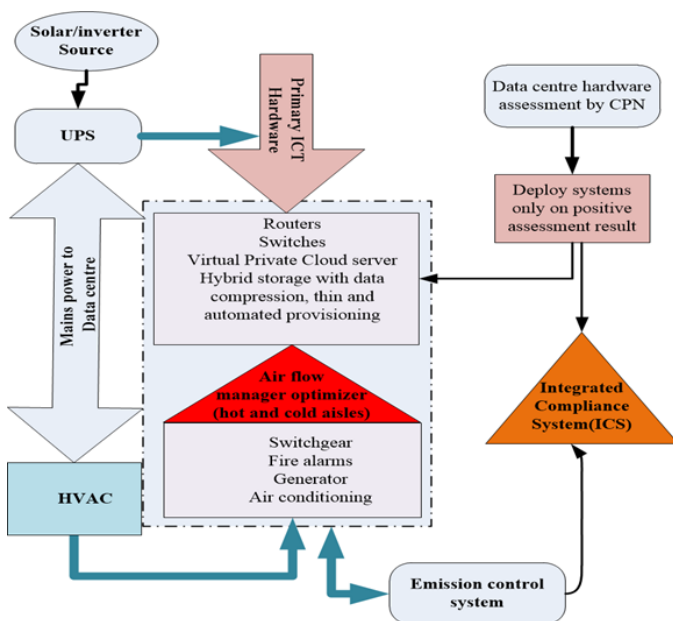 Solar/inverter
Source
UPS
Primary ICT
Hardware
Data centre hardware
assessment by CPN
Deploy systems
only on positive
assessment result
Mains power to
Data centre
Routers
Switches
Virtual Private Cloud server
Hybrid storage with data
compression, thin and
automated provisioning
Air flow
manager optimizer
(hot and cold aisles)
Integrated
Compliance
System(ICS)
Switchgear
Fire alarms
Generator
Air conditioning
HVAC
Emission control
system